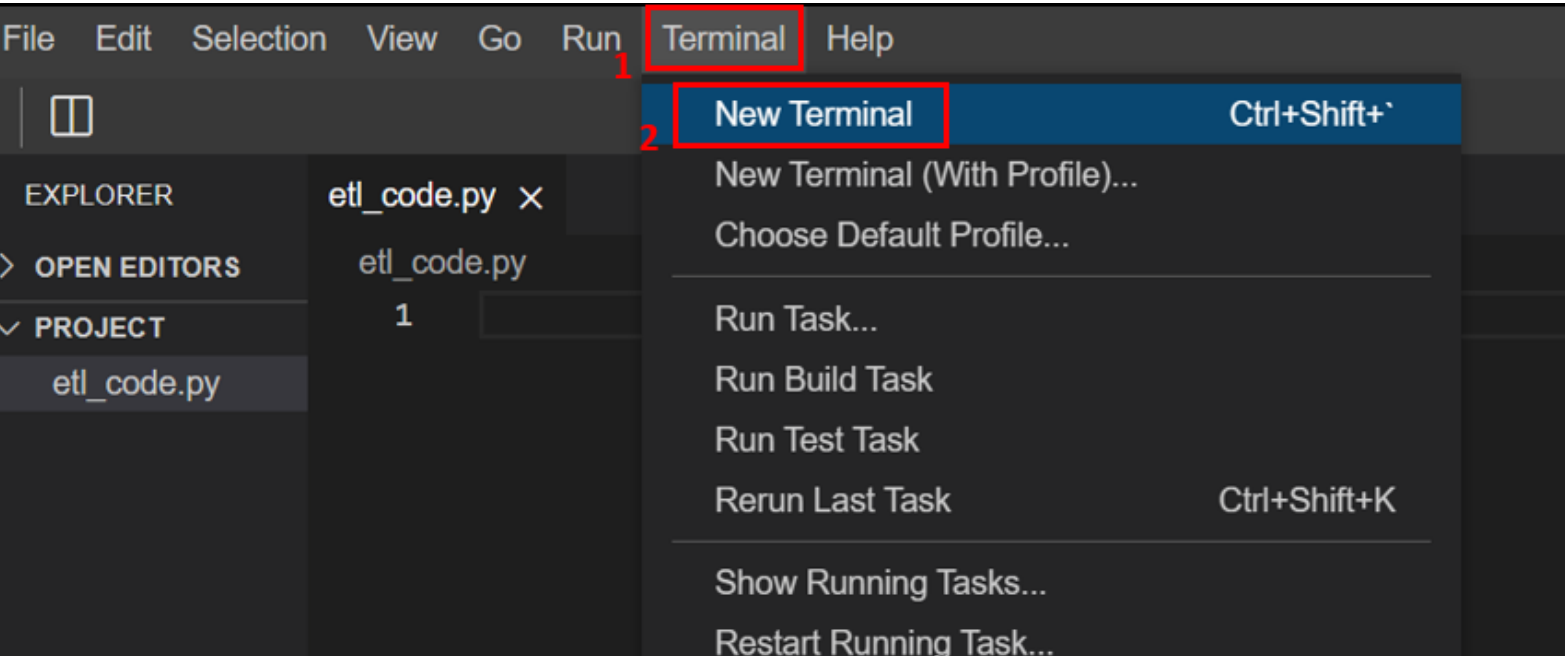 File Edit Selection View Go Run Terminal Help
1
New Terminal Ctrl+Shift+`
2
New Terminal (With Profile)...
Choose Default Profile...
Run Task...
Run Build Task
Run Test Task
Rerun Last Task Ctrl+Shift+K
Show Running Tasks...
Restart Running Task...
EXPLORER
OPEN EDITORS
PROJECT
etl_code.py
etl_code.py ×
etl_code.py
1